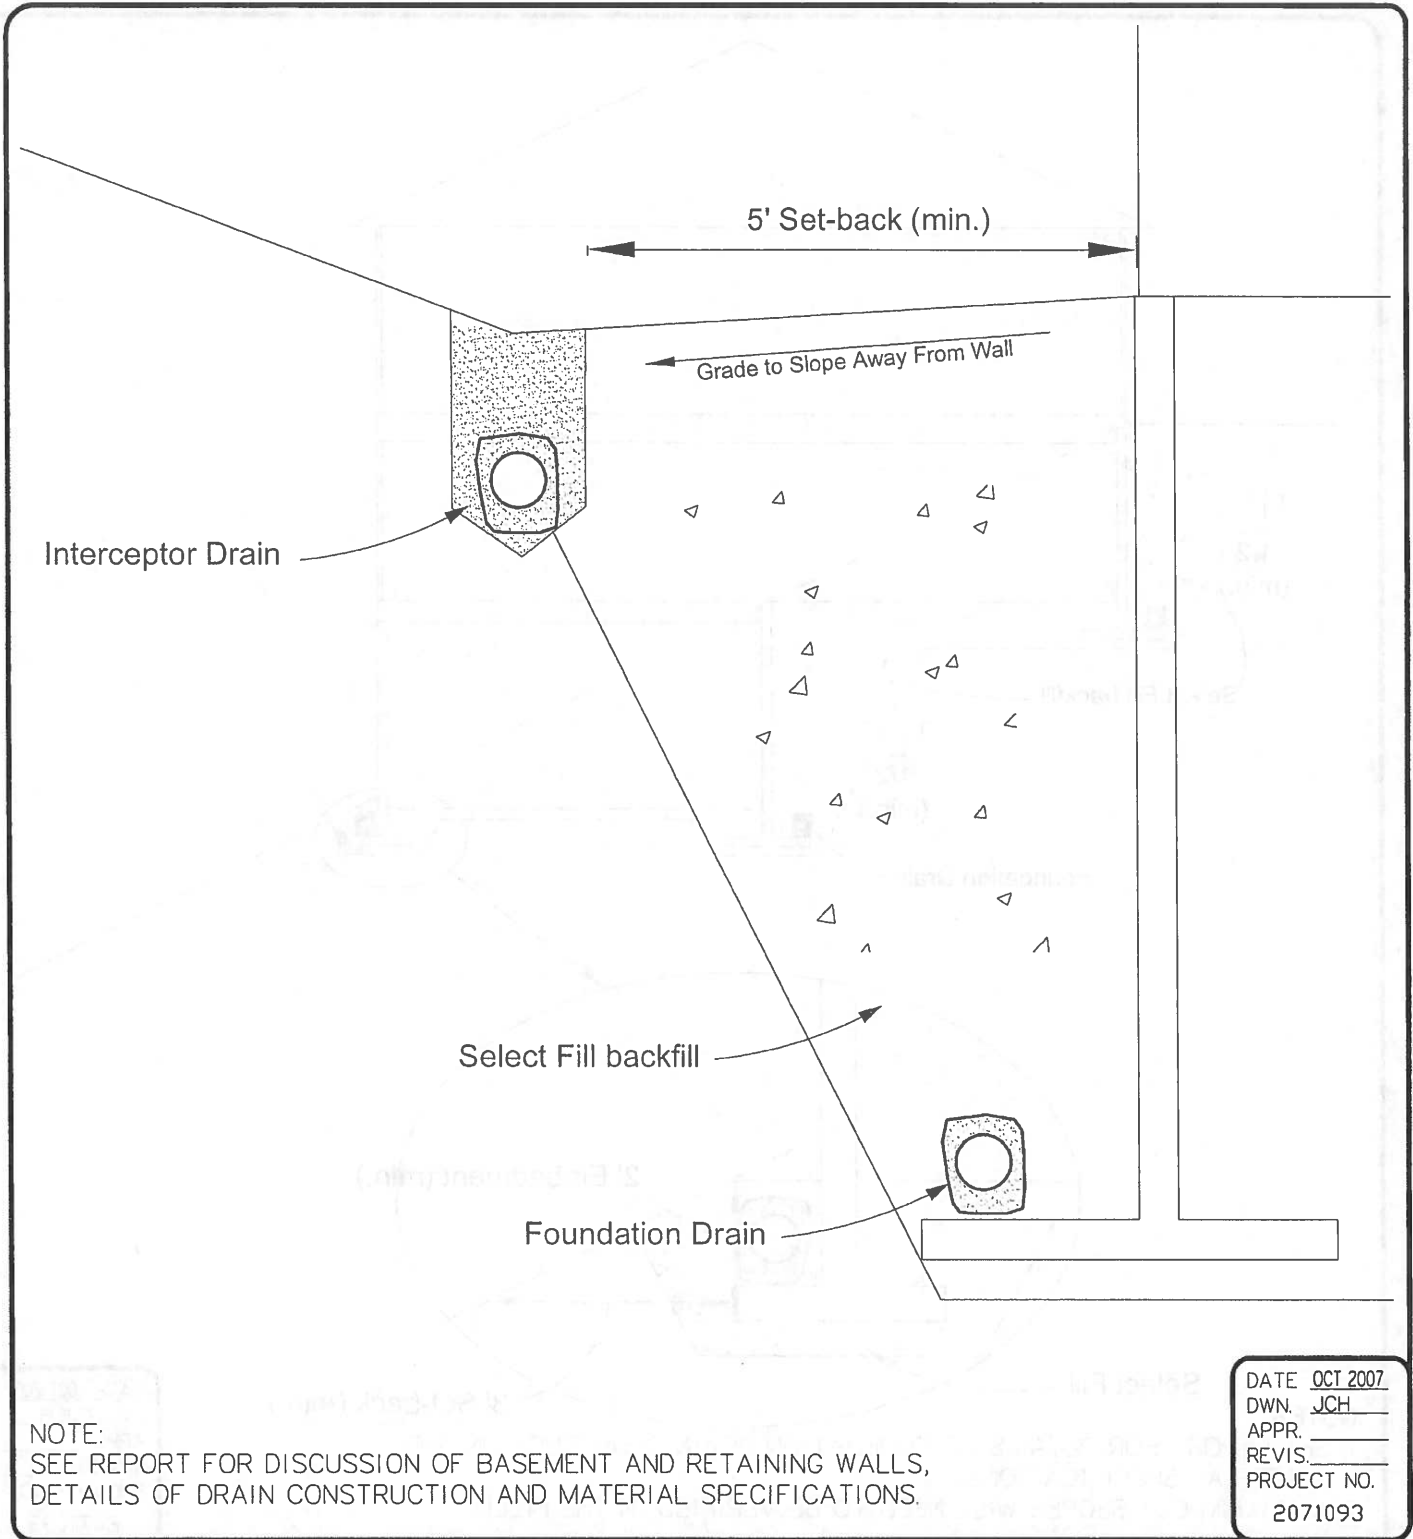 5' Set-back (min.)
Grade to Slope Away From Wall
Interceptor Drain
Select Fill backfill
Foundation Drain
NOTE:
SEE REPORT FOR DISCUSSION OF BASEMENT AND RETAINING WALLS,
DETAILS OF DRAIN CONSTRUCTION AND MATERIAL SPECIFICATIONS.
DATE OCT 2007
DWN. JCH
APPR.
REVIS.
PROJECT NO.
2071093